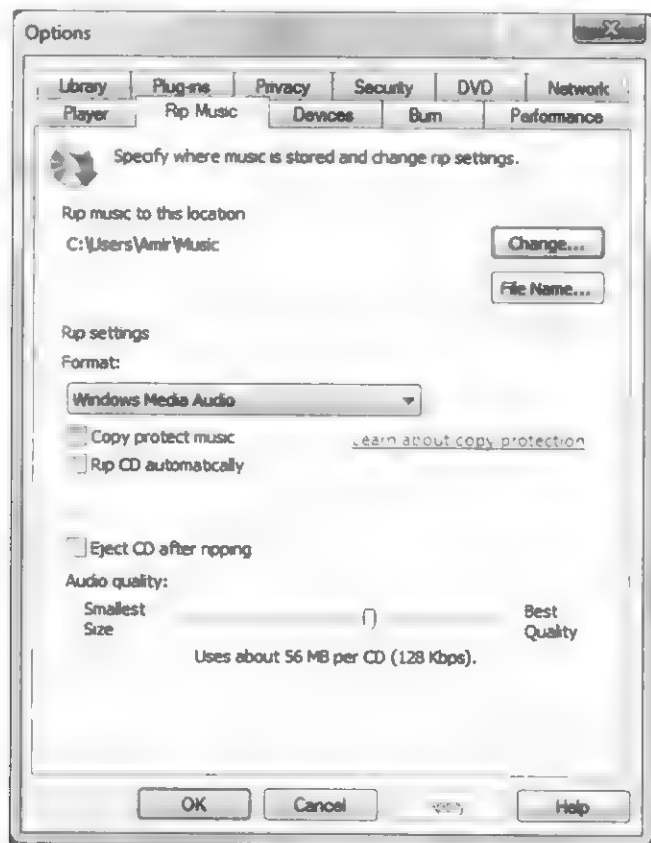 Options
Library Plug-ins Privacy Security DVD Network
Player Rip Music Devices Burn Performance
Specify where music is stored and change rip settings.
Rip music to this location
C:\Users\Amir\Music
Change...
File Name...
Rip settings
Format:
Windows Media Audio
Copy protect music Learn about copy protection
Rip CD automatically
Eject CD after ripping
Audio quality:
Smallest
Size
Best
Quality
Uses about 56 MB per CD (128 Kbps).
OK Cancel Help